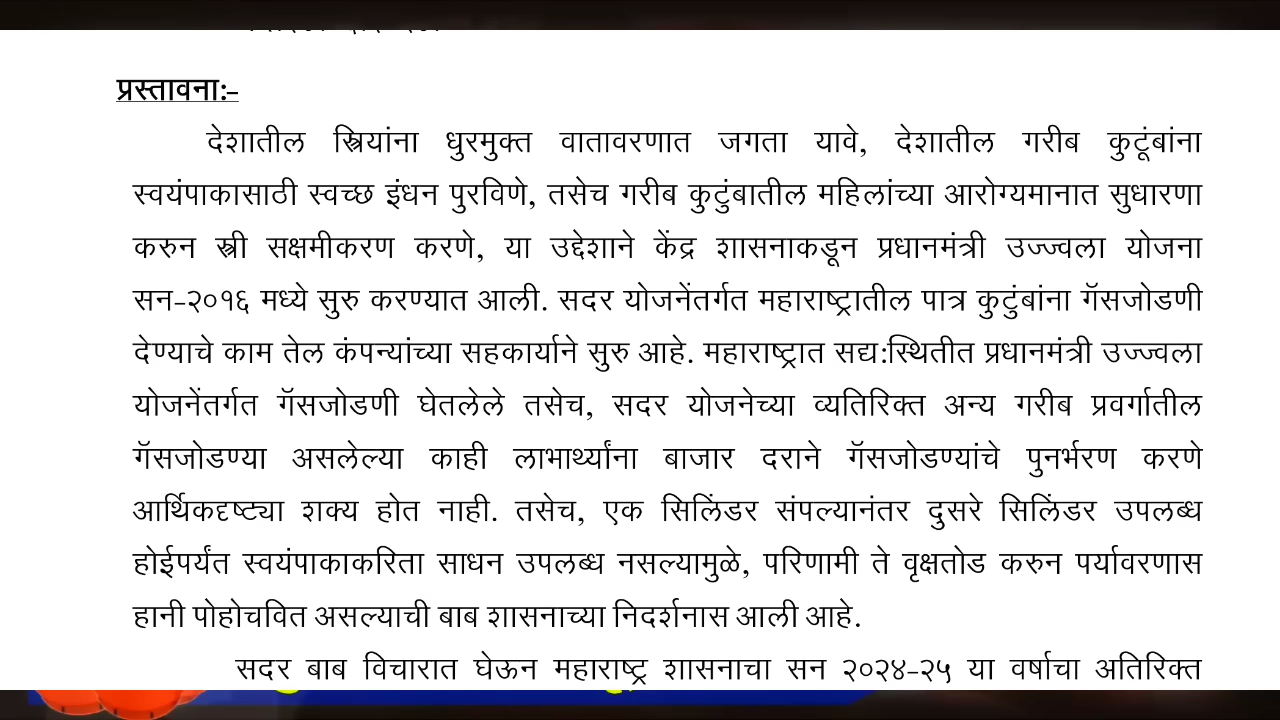 प्रस्तावना:-
देशातील स्त्रियांना धुरमुक्त वातावरणात जगता यावे, देशातील गरीब कुटूंबांना
स्वयंपाकासाठी स्वच्छ इंधन पुरविणे, तसेच गरीब कुटुंबातील महिलांच्या आरोग्यमानात सुधारणा
करुन स्त्री सक्षमीकरण करणे, या उद्देशाने केंद्र शासनाकडून प्रधानमंत्री उज्ज्वला योजना
सन-२०१६ मध्ये सुरु करण्यात आली. सदर योजनेंतर्गत महाराष्ट्रातील पात्र कुटुंबांना गॅसजोडणी
देण्याचे काम तेल कंपन्यांच्या सहकार्याने सुरु आहे. महाराष्ट्रात सद्य:स्थितीत प्रधानमंत्री उज्ज्वला
योजनेंतर्गत गॅसजोडणी घेतलेले तसेच, सदर योजनेच्या व्यतिरिक्त अन्य गरीब प्रवर्गातील
गॅसजोडण्या असलेल्या काही लाभार्थ्यांना बाजार दराने गॅसजोडण्यांचे पुनर्भरण करणे
आर्थिकदृष्ट्या शक्य होत नाही. तसेच, एक सिलिंडर संपल्यानंतर दुसरे सिलिंडर उपलब्ध
होईपर्यंत स्वयंपाकाकरिता साधन उपलब्ध नसल्यामुळे, परिणामी ते वृक्षतोड करुन पर्यावरणास
हानी पोहोचवित असल्याची बाब शासनाच्या निदर्शनास आली आहे.
सदर बाब विचारात घेऊन महाराष्ट्र शासनाचा सन २०२४-२५ या वर्षाचा अतिरिक्त